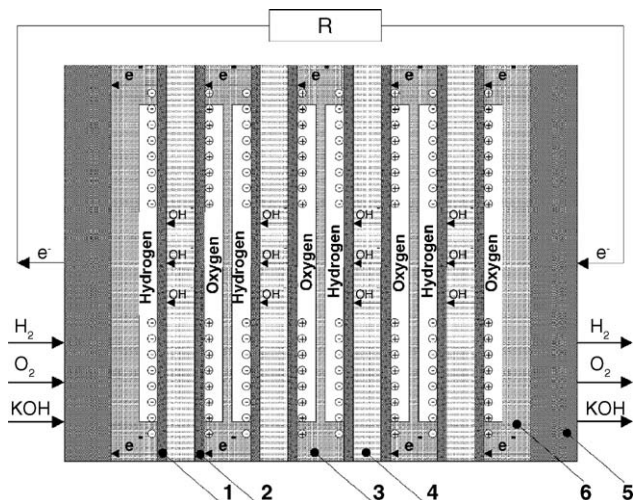 R
e- e- e- e- e-
Hydrogen
Oxygen
Hydrogen
Oxygen
Hydrogen
Oxygen
Hydrogen
Oxygen
OH- OH- OH- OH-
OH- OH- OH- OH-
OH- OH- OH- OH-
e-
e-
H2
O2
KOH
H2
O2
KOH
e- e- e- e- e-
1 2 3 4 6 5